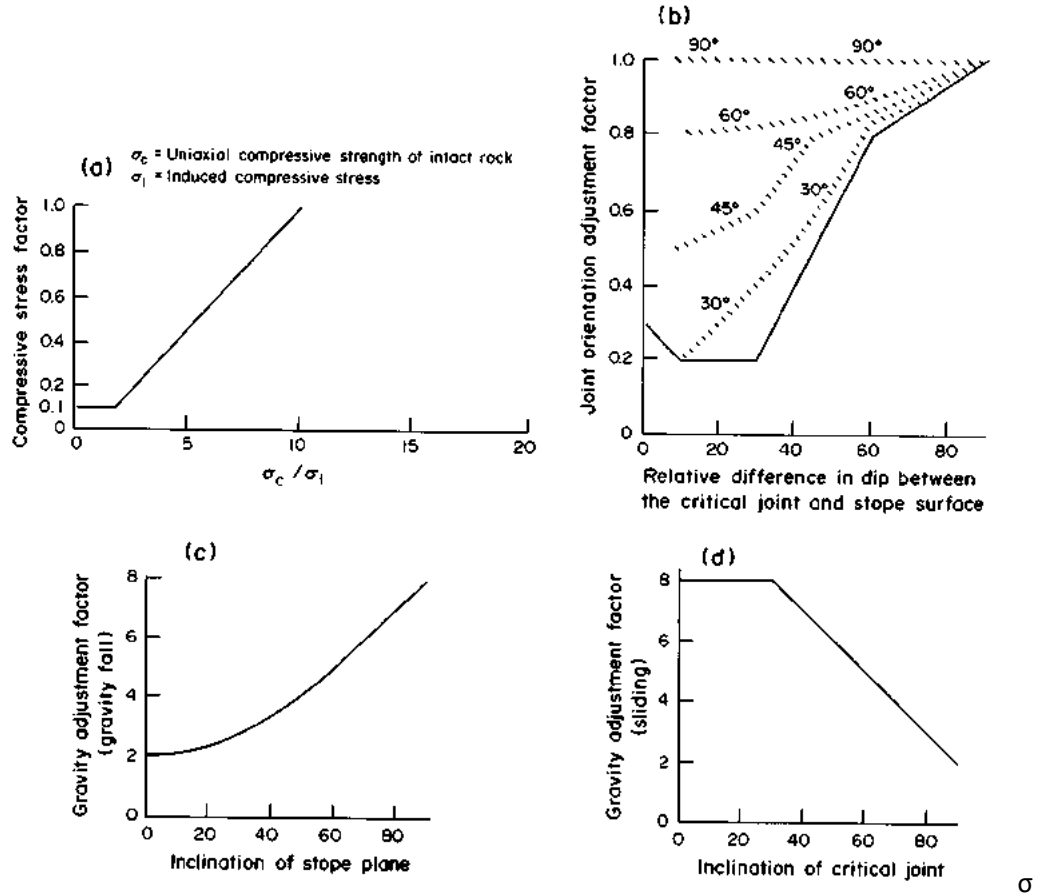 (a)
σc = Uniaxial compressive strength of intact rock
σI = Induced compressive stress
Compressive stress factor
1.0
0.8
0.6
0.4
0.2
0.1
0
0 5 10 15 20
σc /σI
(b)
Joint orientation adjustment factor
1.0
0.8
0.6
0.4
0.2
0
90° 90°
60° 60°
45° 45°
30° 30°
0 20 40 60 80
Relative difference in dip between
the critical joint and stope surface
(c)
Gravity adjustment factor
(gravity fall)
8
6
4
2
0
0 20 40 60 80
Inclination of stope plane
(d)
Gravity adjustment factor
(sliding)
8
6
4
2
0
0 20 40 60 80
Inclination of critical joint
σ